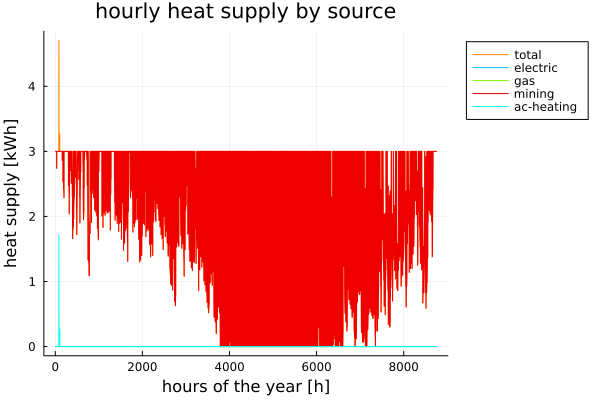 hourly heat supply by source
heat supply [kWh]
4
3
2
1
0
0 2000 4000 6000 8000
hours of the year [h]
total
electric
gas
mining
ac-heating